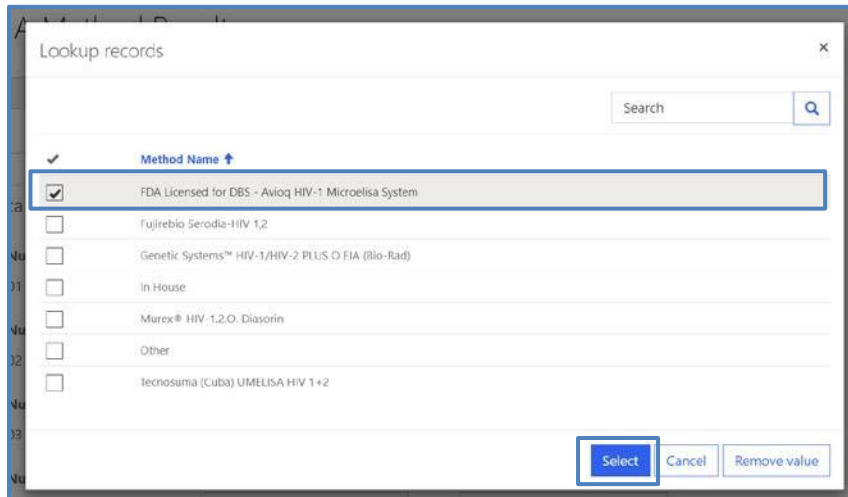 Lookup records
×
Search
Method Name
FDA Licensed for DBS - Avioq HIV-1 Microelisa System
Fujirebio Serodia-HIV 1,2
Genetic Systems™ HIV-1/HIV-2 PLUS O EIA (Bio-Rad)
In House
Murex® HIV-1.2.O. Diasorin
Other
Tecnosuma (Cuba) UMELISA HIV 1+2
Select Cancel Remove value